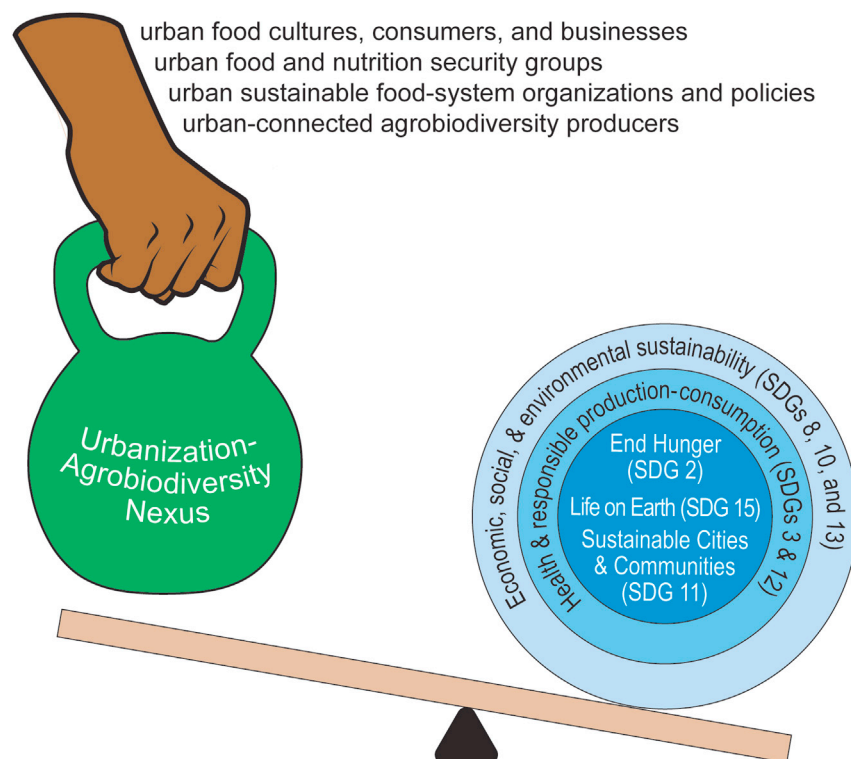 urban food cultures, consumers, and businesses
urban food and nutrition security groups
urban sustainable food-system organizations and policies
urban-connected agrobiodiversity producers
Urbanization-
Agrobiodiversity
Nexus
Economic, social, & environmental sustainability (SDGs 8, 10, and 13)
Health & responsible production-consumption (SDGs 3 & 12)
End Hunger
(SDG 2)
Life on Earth (SDG 15)
Sustainable Cities
& Communities
(SDG 11)